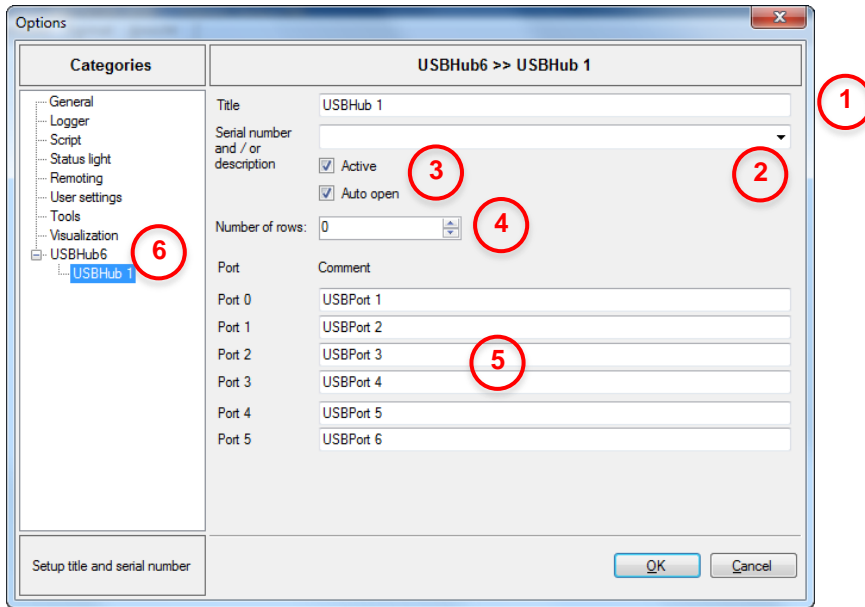 Options
Categories
USBHub6 >> USBHub 1
General
Logger
Script
Status light
Remoting
User settings
Tools
Visualization
USBHub6
USBHub 1
6
Title
USBHub 1
1
Serial number
and / or
description
2
Active
3
Auto open
Number of rows:
0
4
Port
Comment
Port 0
USBPort 1
Port 1
USBPort 2
Port 2
USBPort 3
5
Port 3
USBPort 4
Port 4
USBPort 5
Port 5
USBPort 6
Setup title and serial number
OK
Cancel